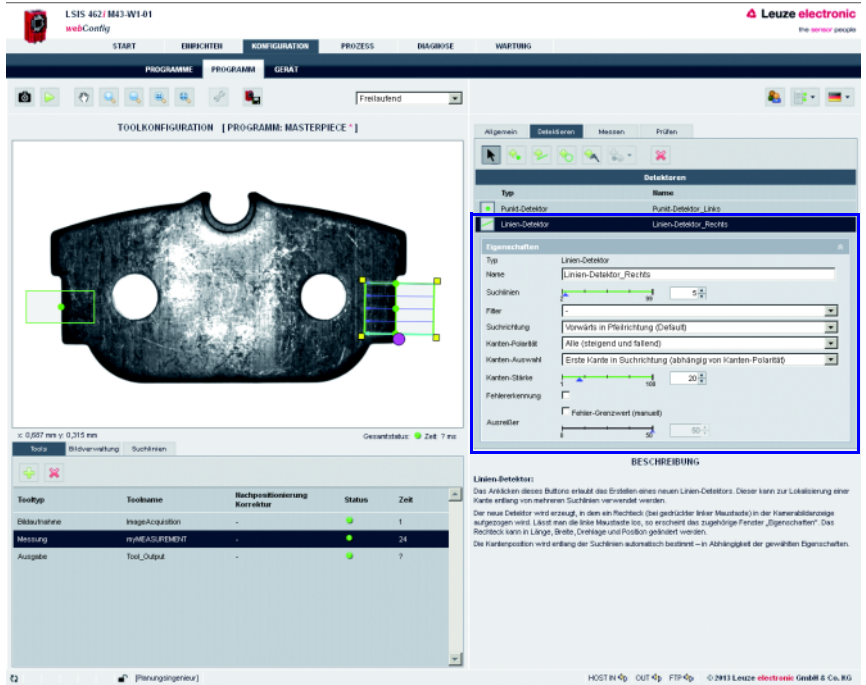 LSIS 462i M43-W1-01
webConfig
Leuze electronic
the sensor people
START EINRICHTEN KONFIGURATION PROZESS DIAGNOSE WARTUNG
PROGRAMME PROGRAMM GERÄT
Freilaufend
TOOLKONFIGURATION [ PROGRAMM: MASTERPIECE * ]
x: 0,687 mm y: 0,315 mm
Gesamtstatus: Zeit: ? ms
Tools Bildverwaltung Suchlinien
Tooltyp Toolname Nachpositionierung Korrektur Status Zeit
Bildaufnahme ImageAcquisition - 1
Messung myMEASUREMENT - 24
Ausgabe Tool_Output - ?
Allgemein Detektieren Messen Prüfen
Detektoren
Typ Name
Punkt-Detektor Punkt-Detektor_Links
Linien-Detektor Linien-Detektor_Rechts
Eigenschaften
Typ Linien-Detektor
Name Linien-Detektor_Rechts
Suchlinien 99 5
Filter -
Suchrichtung Vorwärts in Pfeilrichtung (Default)
Kanten-Polarität Alle (steigend und fallend)
Kanten-Auswahl Erste Kante in Suchrichtung (abhängig von Kanten-Polarität)
Kanten-Stärke 1 100 20
Fehlererkennung
Fehler-Grenzwert (manuell)
Ausreißer 0 50 50
BESCHREIBUNG
Linien-Detektor:
Das Anklicken dieses Buttons erlaubt das Erstellen eines neuen Linien-Detektors. Dieser kann zur Lokalisierung einer
Kante entlang von mehreren Suchlinien verwendet werden.
Der neue Detektor wird erzeugt, in dem ein Rechteck (bei gedrückter linker Maustaste) in der Kamerabildanzeige
aufgezogen wird. Lässt man die linke Maustaste los, so erscheint das zugehörige Fenster „Eigenschaften“. Das
Rechteck kann in Länge, Breite, Drehlage und Position geändert werden.
Die Kantenposition wird entlang der Suchlinien automatisch bestimmt – in Abhängigkeit der gewählten Eigenschaften.
[Planungsingenieur]
HOST IN OUT FTP © 2013 Leuze electronic GmbH & Co. KG